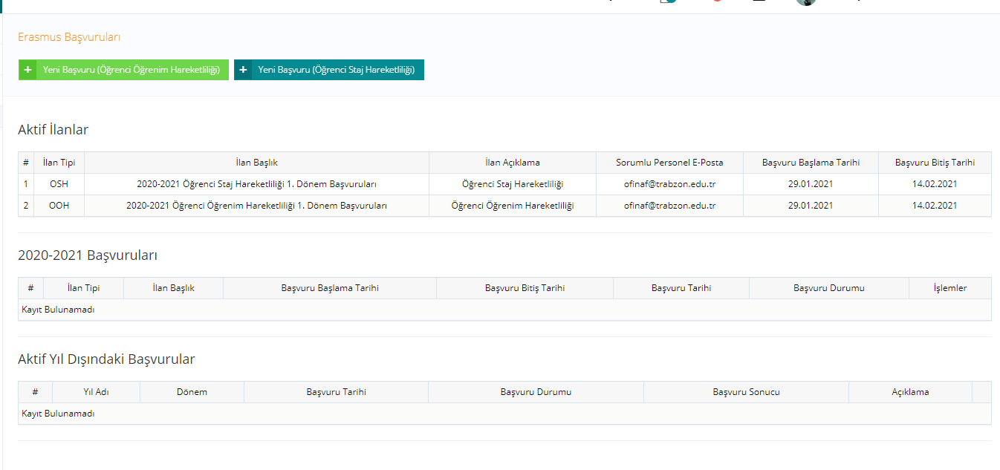 Erasmus Başvuruları
+ Yeni Başvuru (Öğrenci Öğrenim Hareketliliği) + Yeni Başvuru (Öğrenci Staj Hareketliliği)
Aktif İlanlar
# İlan Tipi İlan Başlık İlan Açıklama Sorumlu Personel E-Posta Başvuru Başlama Tarihi Başvuru Bitiş Tarihi
1 OSH 2020-2021 Öğrenci Staj Hareketliliği 1. Dönem Başvuruları Öğrenci Staj Hareketliliği ofinaf@trabzon.edu.tr 29.01.2021 14.02.2021
2 OOH 2020-2021 Öğrenci Öğrenim Hareketliliği 1. Dönem Başvuruları Öğrenci Öğrenim Hareketliliği ofinaf@trabzon.edu.tr 29.01.2021 14.02.2021
2020-2021 Başvuruları
# İlan Tipi İlan Başlık Başvuru Başlama Tarihi Başvuru Bitiş Tarihi Başvuru Tarihi Başvuru Durumu İşlemler
Kayıt Bulunamadı
Aktif Yıl Dışındaki Başvurular
# Yıl Adı Dönem Başvuru Tarihi Başvuru Durumu Başvuru Sonucu Açıklama
Kayıt Bulunamadı